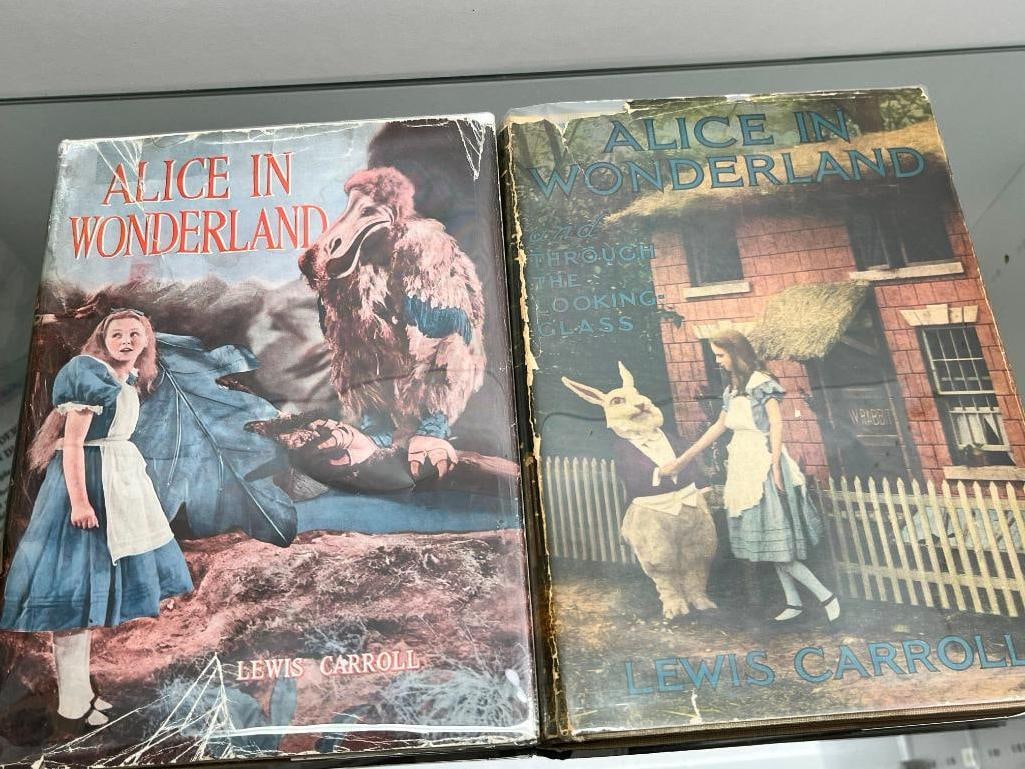 ALICE IN
WONDERLAND
LEWIS CARROLL
ALICE IN
WONDERLAND
and
THROUGH
THE
LOOKING
GLASS
W. RABBIT
LEWIS CARROLL